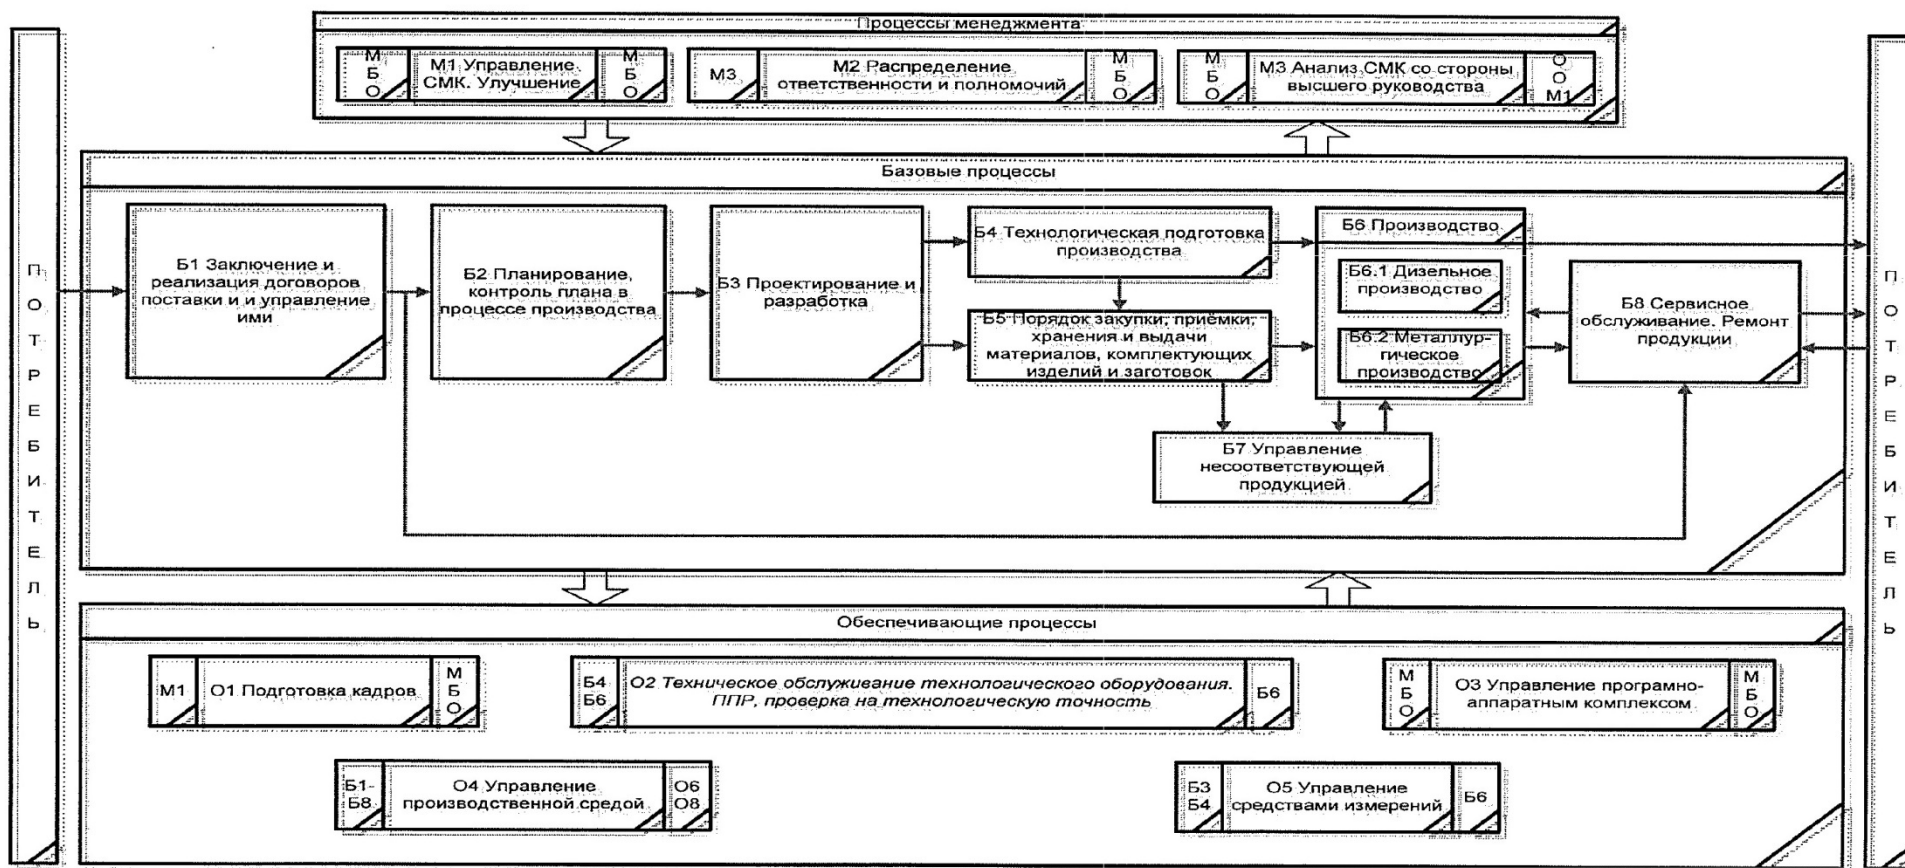 Процессы менеджмента
М
Б
О
М1 Управление
СМК. Улучшение
М
Б
О
М3
М2 Распределение
ответственности и полномочий
М
Б
О
М
Б
О
М3 Анализ СМК со стороны
высшего руководства
О
О
М1
Базовые процессы
Б1 Заключение и
реализация договоров
поставки и и управление
ими
Б2 Планирование,
контроль плана в
процессе производства
Б3 Проектирование и
разработка
Б4 Технологическая подготовка
производства
Б5 Порядок закупки, приёмки,
хранения и выдачи
материалов, комплектующих
изделий и заготовок
Б6 Производство
Б6.1 Дизельное
производство
Б6.2 Металлур-
гическое
производство
Б7 Управление
несоответствующей
продукцией
Б8 Сервисное
обслуживание. Ремонт
продукции
Обеспечивающие процессы
М1
О1 Подготовка кадров
М
Б
О
Б4
Б6
О2 Техническое обслуживание технологического оборудования.
ППР, проверка на технологическую точность
Б6
М
Б
О
О3 Управление програмно-
аппаратным комплексом
М
Б
О
Б1-
Б8
О4 Управление
производственной средой
О6
О8
Б3
Б4
О5 Управление
средствами измерений
Б6
П
О
Т
Р
Е
Б
И
Т
Е
Л
Ь
П
О
Т
Р
Е
Б
И
Т
Е
Л
Ь